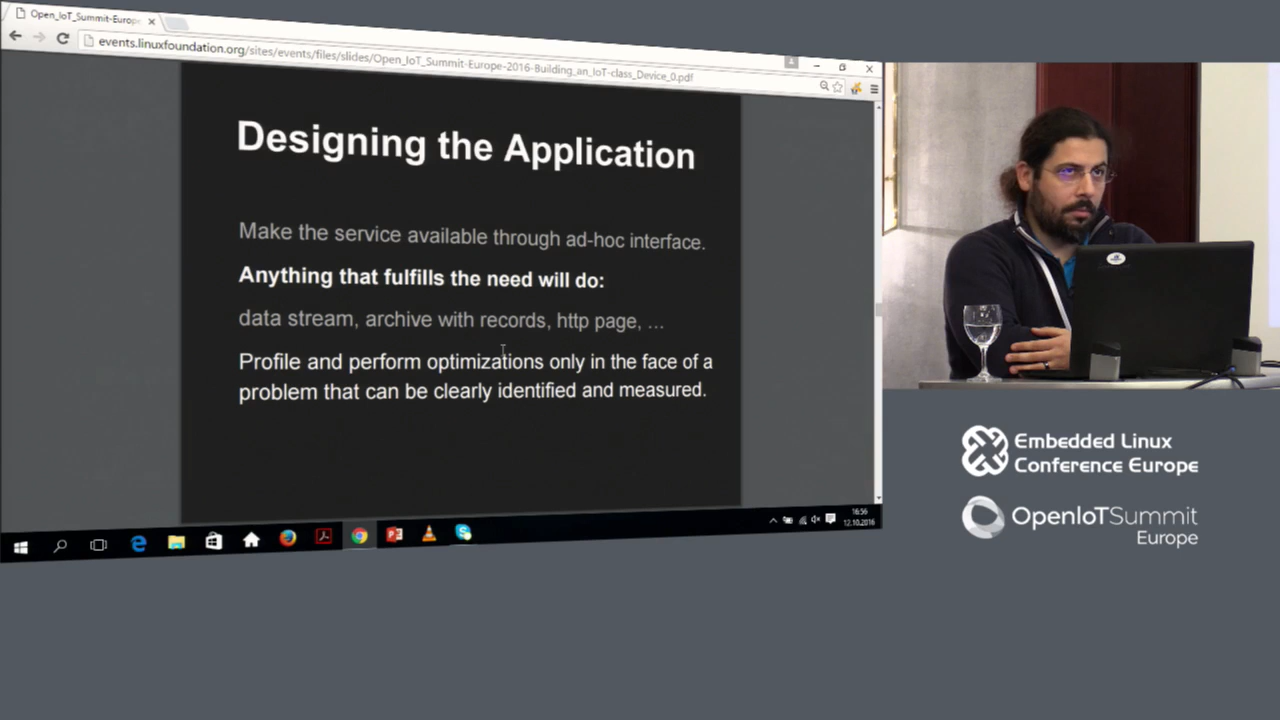 Open_IoT_Summit-Europe
events.linuxfoundation.org/sites/events/files/slides/Open_IoT_Summit-Europe-2016-Building_an_IoT-class_Device_0.pdf
Designing the Application
Make the service available through ad-hoc interface.
Anything that fulfills the need will do:
data stream, archive with records, http page, ...
Profile and perform optimizations only in the face of a
problem that can be clearly identified and measured.
16:56
12.10.2016
Embedded Linux
Conference Europe
OpenIoTSummit
Europe